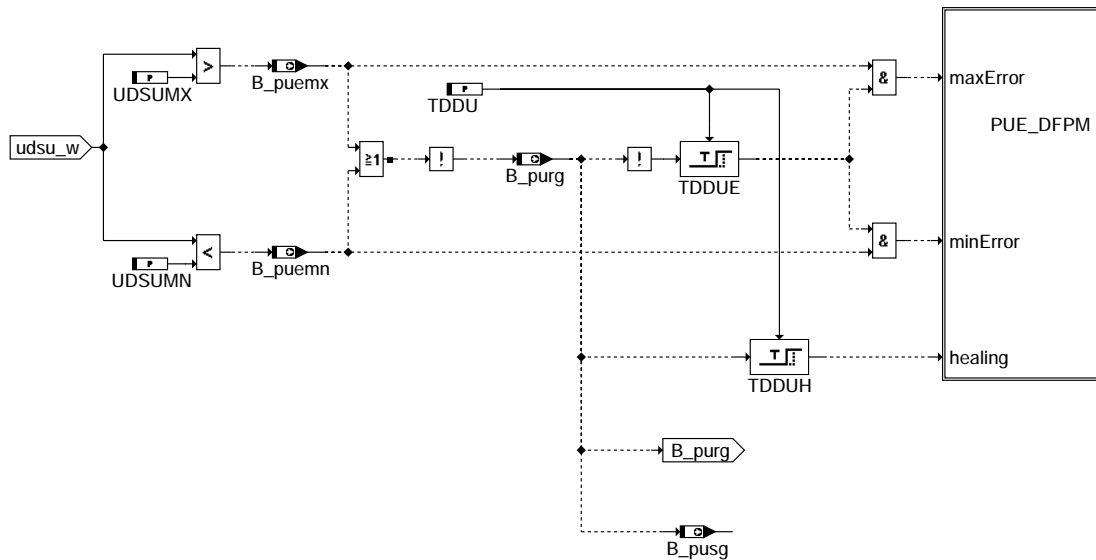 >
P
UDSUMX
B_puemx
P
TDDU
&
maxError
PUE_DFPM
udsu_w
≧1
!
B_purg
!
T
TDDUE
<
P
UDSUMN
B_puemn
&
minError
T
TDDUH
healing
B_purg
B_pusg